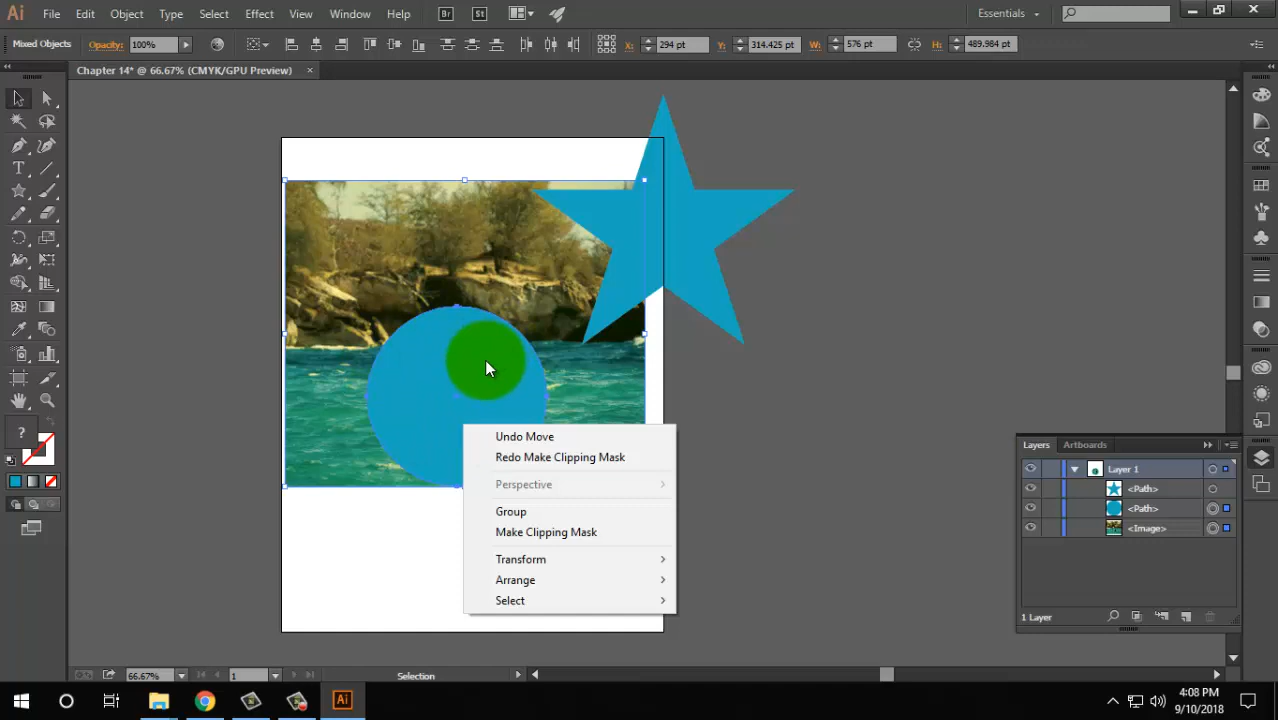 Ai File Edit Object Type Select Effect View Window Help Br St Essentials
Mixed Objects Opacity: 100% X: 294 pt Y: 314.425 pt W: 576 pt H: 489.984 pt
Chapter 14* @ 66.67% (CMYK/GPU Preview) ×
T
?
Undo Move
Redo Make Clipping Mask
Perspective
Group
Make Clipping Mask
Transform
Arrange
Select
Layers Artboards
Layer 1
<Path>
<Path>
<Image>
1 Layer
66.67% 1 Selection
Ai
4:08 PM
9/10/2018